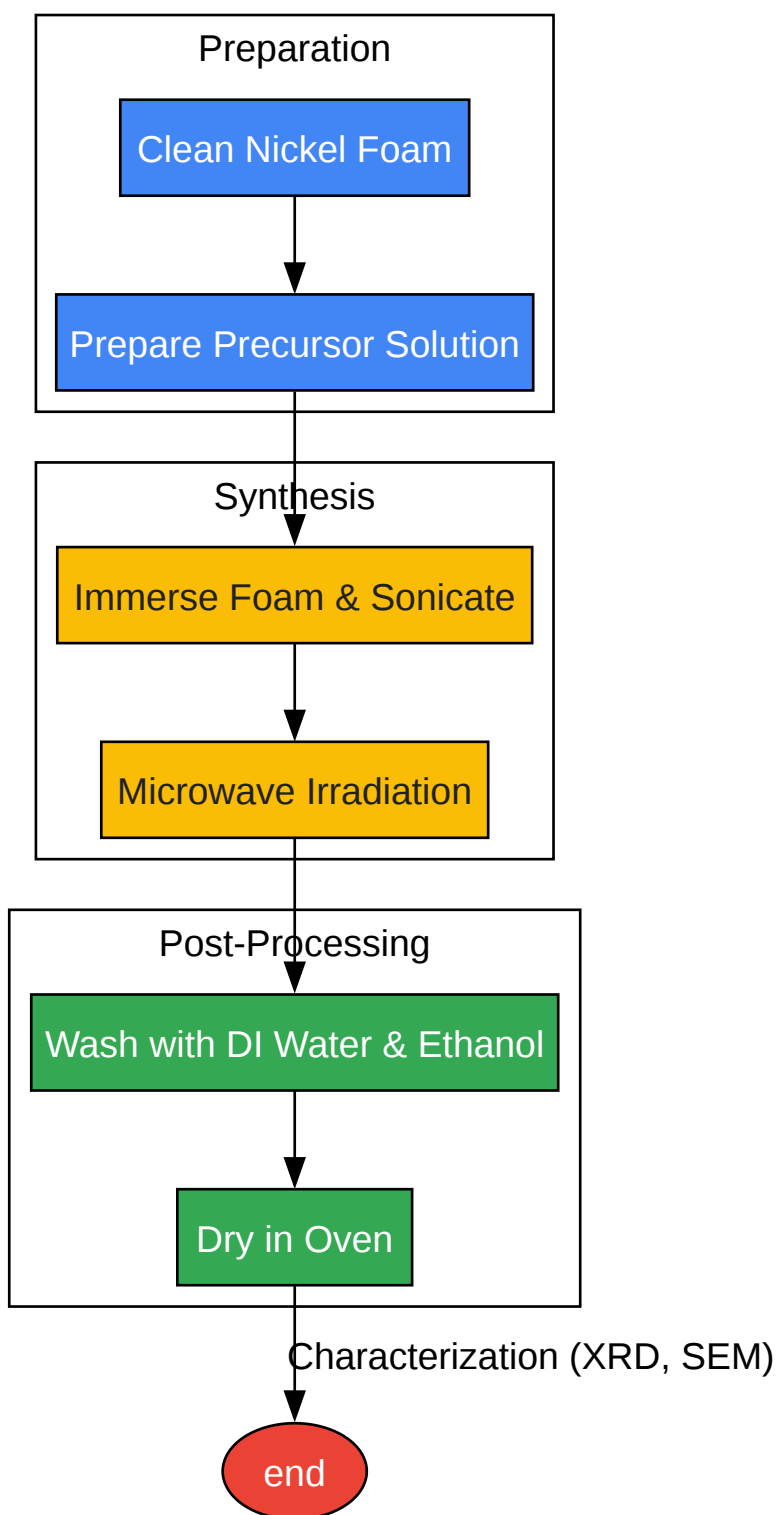 Preparation
Clean Nickel Foam
Prepare Precursor Solution
Synthesis
Immerse Foam & Sonicate
Microwave Irradiation
Post-Processing
Wash with DI Water & Ethanol
Dry in Oven
Characterization (XRD, SEM)
end